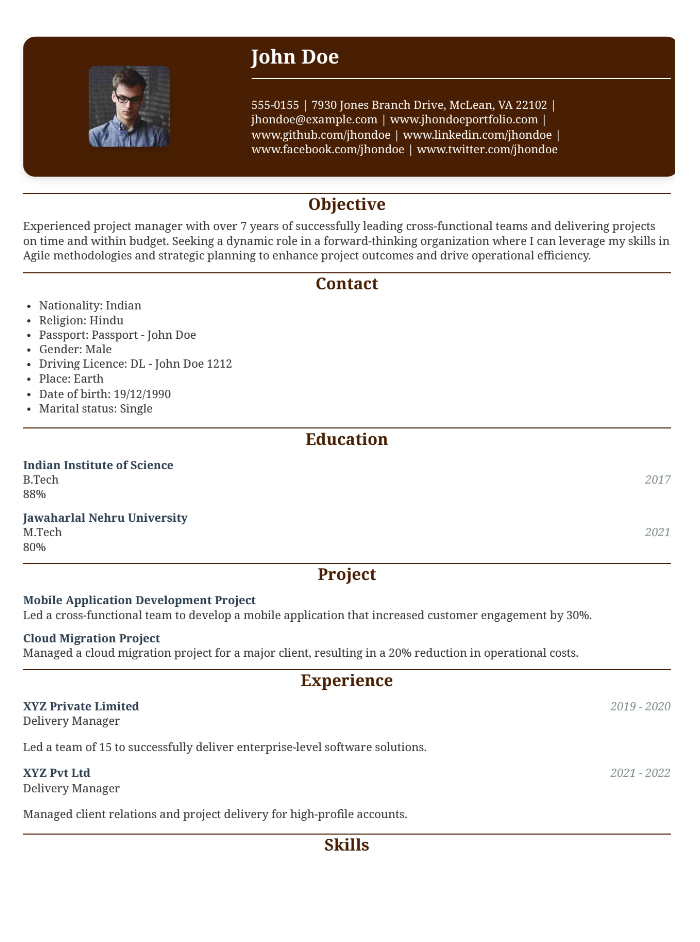 John Doe
555-0155 | 7930 Jones Branch Drive, McLean, VA 22102 |
jhondoe@example.com | www.jhondoeportfolio.com |
www.github.com/jhondoe | www.linkedin.com/jhondoe |
www.facebook.com/jhondoe | www.twitter.com/jhondoe
Objective
Experienced project manager with over 7 years of successfully leading cross-functional teams and delivering projects
on time and within budget. Seeking a dynamic role in a forward-thinking organization where I can leverage my skills in
Agile methodologies and strategic planning to enhance project outcomes and drive operational efficiency.
Contact
• Nationality: Indian
• Religion: Hindu
• Passport: Passport - John Doe
• Gender: Male
• Driving Licence: DL - John Doe 1212
• Place: Earth
• Date of birth: 19/12/1990
• Marital status: Single
Education
Indian Institute of Science
B.Tech 2017
88%
Jawaharlal Nehru University
M.Tech 2021
80%
Project
Mobile Application Development Project
Led a cross-functional team to develop a mobile application that increased customer engagement by 30%.
Cloud Migration Project
Managed a cloud migration project for a major client, resulting in a 20% reduction in operational costs.
Experience
XYZ Private Limited 2019 - 2020
Delivery Manager
Led a team of 15 to successfully deliver enterprise-level software solutions.
XYZ Pvt Ltd 2021 - 2022
Delivery Manager
Managed client relations and project delivery for high-profile accounts.
Skills